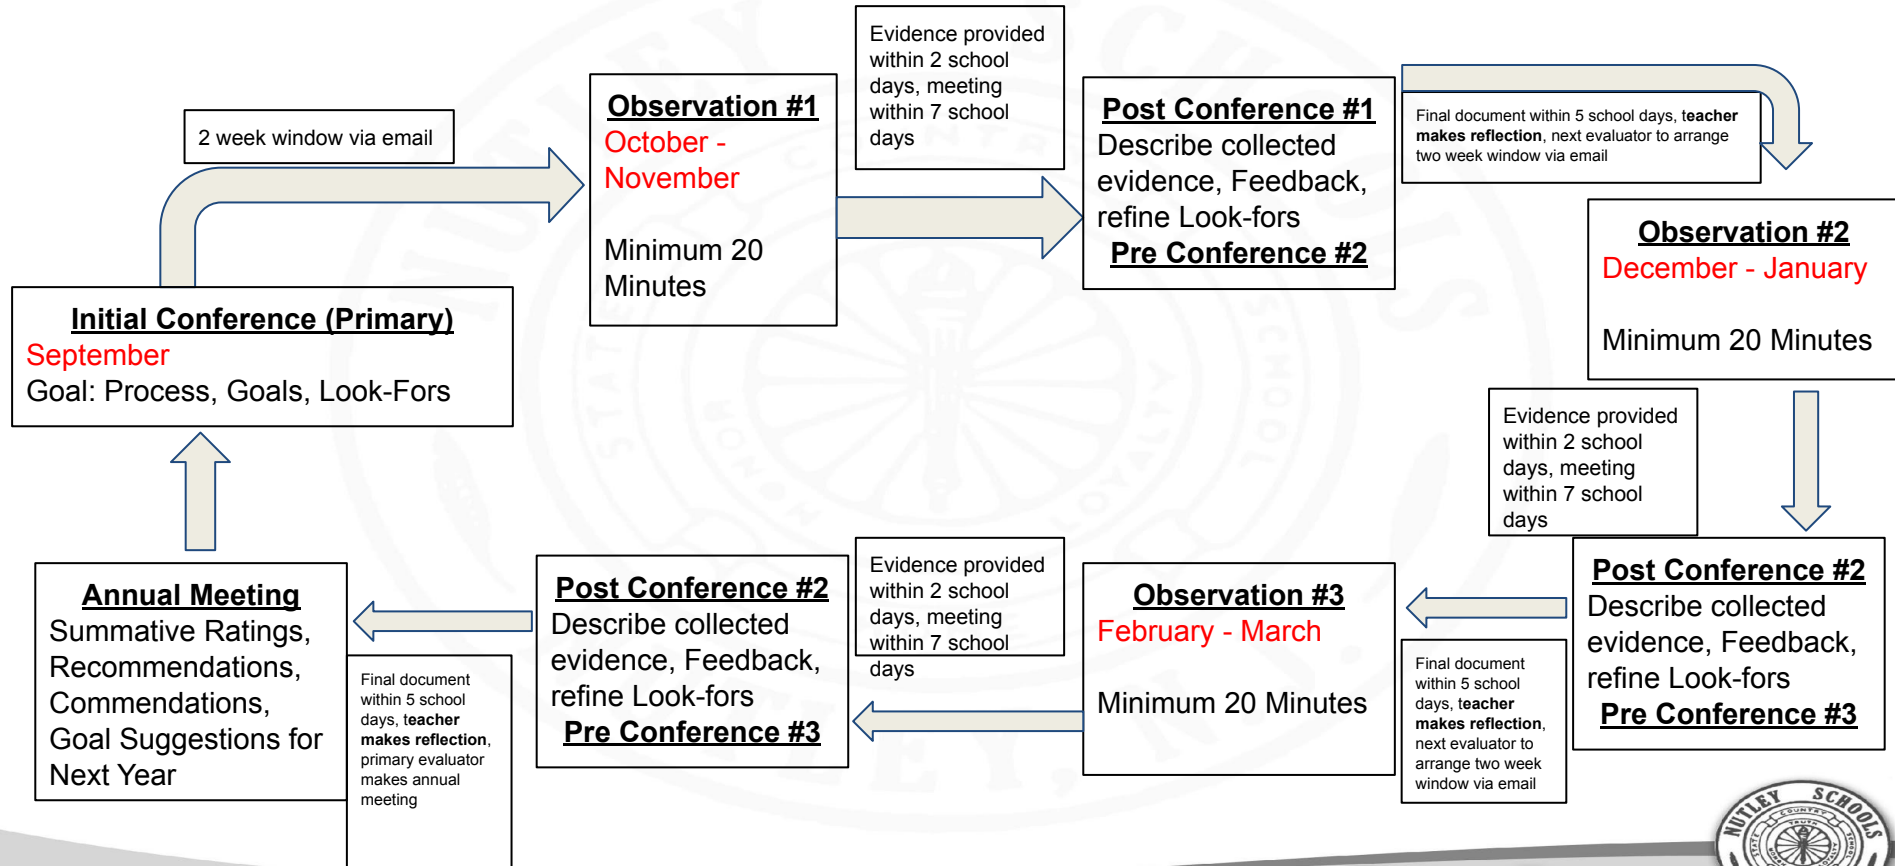 2 week window via email
Initial Conference (Primary)
September
Goal: Process, Goals, Look-Fors
Observation #1
October -
November
Minimum 20
Minutes
Evidence provided
within 2 school
days, meeting
within 7 school
days
Post Conference #1
Describe collected
evidence, Feedback,
refine Look-fors
Pre Conference #2
Final document within 5 school days, teacher
makes reflection, next evaluator to arrange
two week window via email
Observation #2
December - January
Minimum 20 Minutes
Evidence provided
within 2 school
days, meeting
within 7 school
days
Post Conference #2
Describe collected
evidence, Feedback,
refine Look-fors
Pre Conference #3
Final document
within 5 school
days, teacher
makes reflection,
next evaluator to
arrange two week
window via email
Observation #3
February - March
Minimum 20 Minutes
Evidence provided
within 2 school
days, meeting
within 7 school
days
Post Conference #2
Describe collected
evidence, Feedback,
refine Look-fors
Pre Conference #3
Final document
within 5 school
days, teacher
makes reflection,
primary evaluator
makes annual
meeting
Annual Meeting
Summative Ratings,
Recommendations,
Commendations,
Goal Suggestions for
Next Year
NUTLEY SCHOOLS